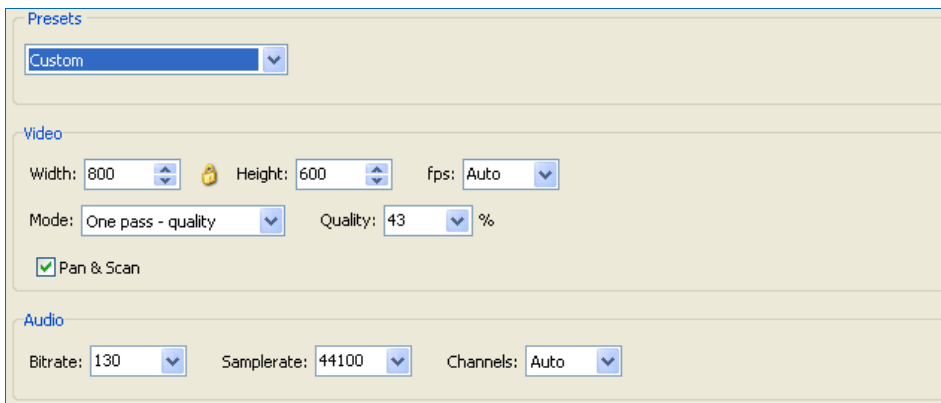 Presets
Custom
Video
Width: 800 Height: 600 fps: Auto
Mode: One pass - quality Quality: 43 %
Pan & Scan
Audio
Bitrate: 130 Samplerate: 44100 Channels: Auto